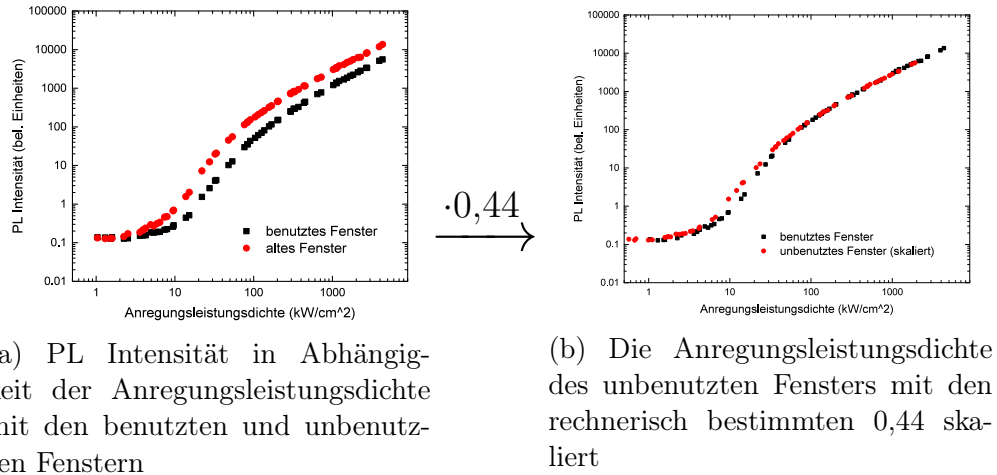 100000
10000
1000
100
10
1
0.1
0.01
PL Intensität (bel. Einheiten)
benutztes Fenster
altes Fenster
1 10 100 1000
Anregungsleistungsdichte (kW/cm^2)
·0,44
100000
10000
1000
100
10
1
0.1
0.01
PL Intensität (bel. Einheiten)
benutztes Fenster
unbenutztes Fenster (skaliert)
1 10 100 1000
Anregungsleistungsdichte (kW/cm^2)
a) PL Intensität in Abhängig-
keit der Anregungsleistungsdichte
mit den benutzten und unbenutz-
en Fenstern
(b) Die Anregungsleistungsdichte
des unbenutzten Fensters mit den
rechnerisch bestimmten 0,44 ska-
liert